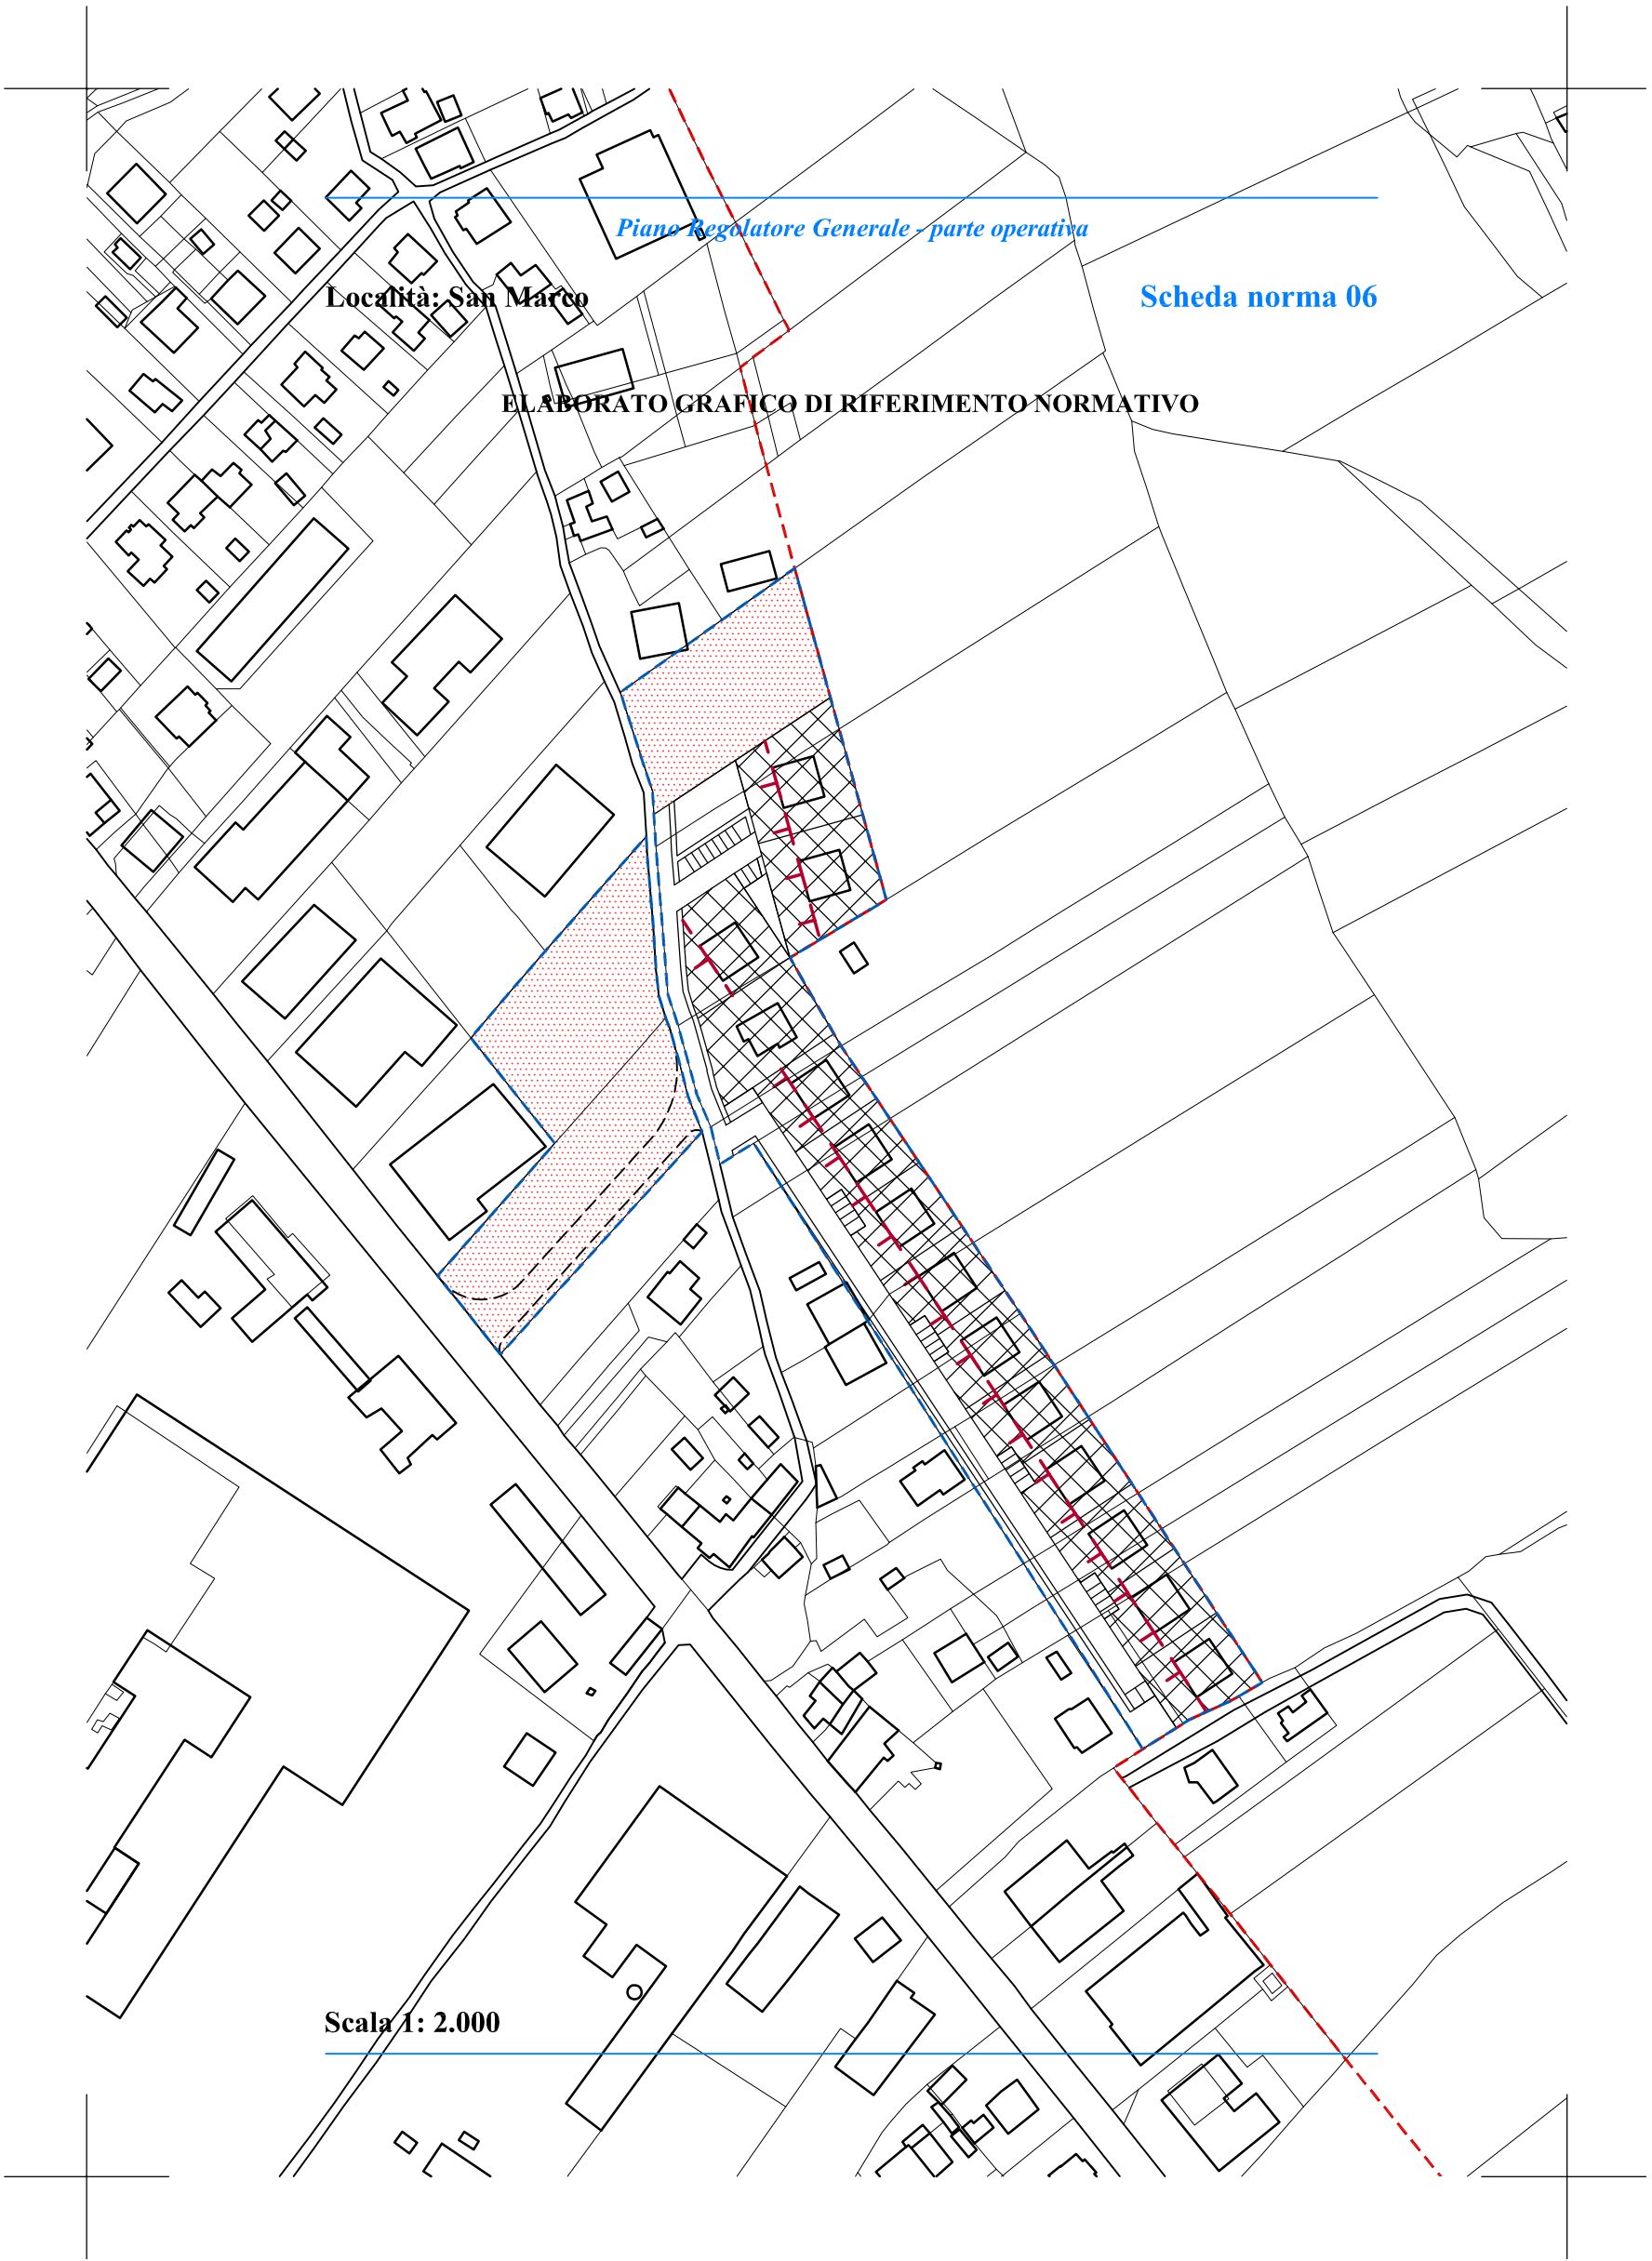 Piano Regolatore Generale - parte operativa
Località: San Marco
Scheda norma 06
ELABORATO GRAFICO DI RIFERIMENTO NORMATIVO
Scala 1: 2.000